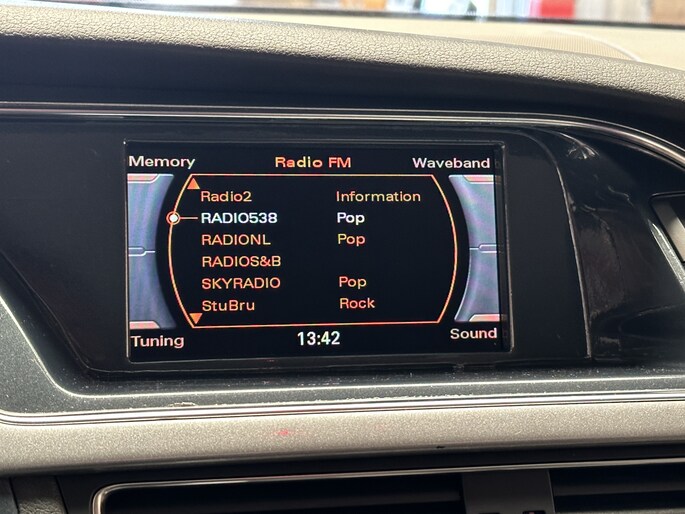 Memory Radio FM Waveband
Radio2 Information
RADIO538 Pop
RADIONL Pop
RADIOS&B
SKYRADIO Pop
StuBru Rock
Tuning 13:42 Sound